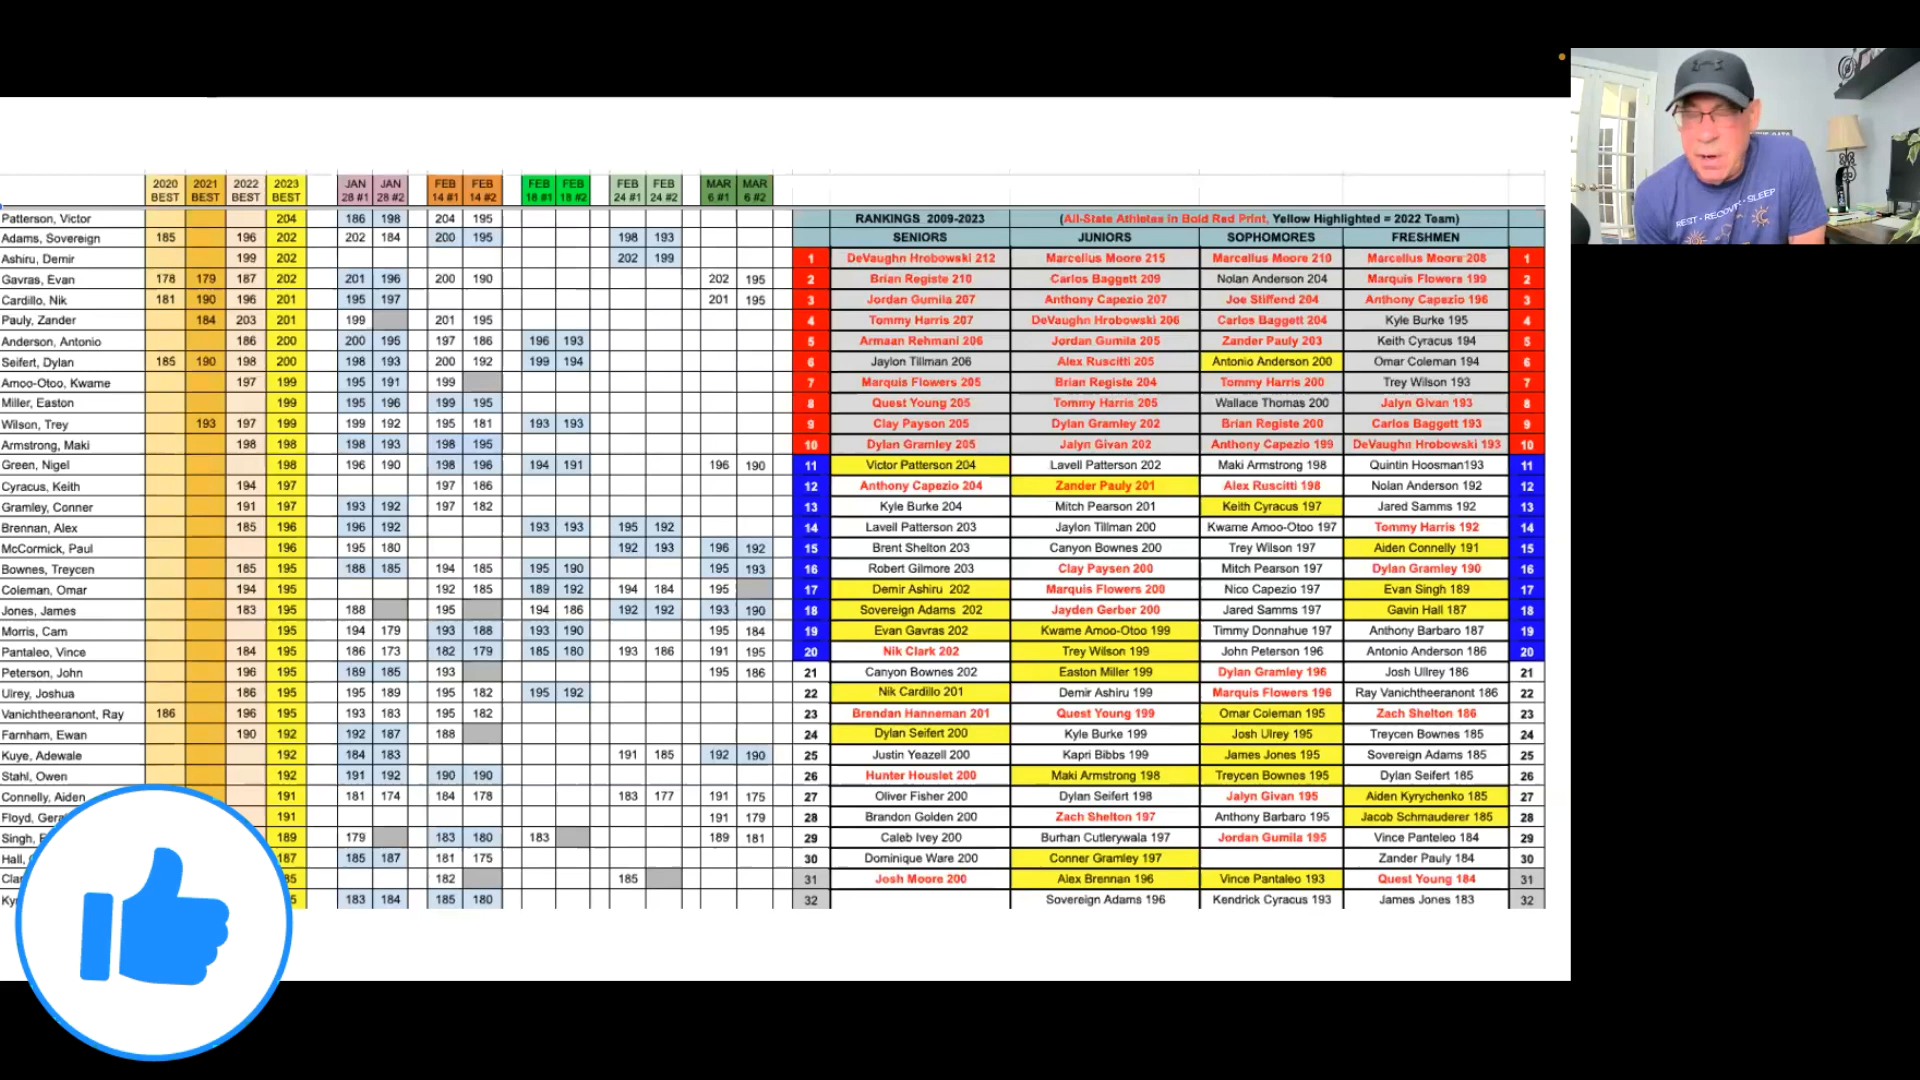 2020 BEST 2021 BEST 2022 BEST 2023 BEST JAN 28 #1 JAN 28 #2 FEB 14 #1 FEB 14 #2 FEB 18 #1 FEB 18 #2 FEB 24 #1 FEB 24 #2 MAR 6 #1 MAR 6 #2
Patterson, Victor 204 186 198 204 195 RANKINGS 2009-2023 (All-State Athletes in Bold Red Print, Yellow Highlighted = 2022 Team)
Adams, Sovereign 185 196 202 202 184 200 195 198 193 SENIORS JUNIORS SOPHOMORES FRESHMEN
Ashiru, Demir 199 202 202 199 1 DeVaughn Hrobowski 212 Marcellus Moore 215 Marcellus Moore 210 Marcellus Moore 208 1
Gavras, Evan 178 179 187 202 201 196 200 190 202 195 2 Brian Registe 210 Carlos Baggett 209 Nolan Anderson 204 Marquis Flowers 199 2
Cardillo, Nik 181 190 196 201 195 197 201 195 3 Jordan Gumila 207 Anthony Capezio 207 Joe Stiffend 204 Anthony Capezio 196 3
Pauly, Zander 184 203 201 199 201 195 4 Tommy Harris 207 DeVaughn Hrobowski 206 Carlos Baggett 204 Kyle Burke 195 4
Anderson, Antonio 186 200 200 195 197 186 196 193 5 Armaan Rehmani 206 Jordan Gumila 205 Zander Pauly 203 Keith Cyracus 194 5
Seifert, Dylan 185 190 198 200 198 193 200 192 199 194 6 Jaylon Tillman 206 Alex Ruscitti 205 Antonio Anderson 200 Omar Coleman 194 6
Amoo-Otoo, Kwame 197 199 195 191 199 7 Marquis Flowers 205 Brian Registe 204 Tommy Harris 200 Trey Wilson 193 7
Miller, Easton 199 195 196 199 195 8 Quest Young 205 Tommy Harris 205 Wallace Thomas 200 Jalyn Givan 193 8
Wilson, Trey 193 197 199 199 192 195 181 193 193 9 Clay Payson 205 Dylan Gramley 202 Brian Registe 200 Carlos Baggett 193 9
Armstrong, Maki 198 198 198 193 198 195 10 Dylan Gramley 205 Jalyn Givan 202 Anthony Capezio 199 DeVaughn Hrobowski 193 10
Green, Nigel 198 196 190 198 196 194 191 196 190 11 Victor Patterson 204 Lavell Patterson 202 Maki Armstrong 198 Quintin Hoosman193 11
Cyracus, Keith 194 197 197 186 12 Anthony Capezio 204 Zander Pauly 201 Alex Ruscitti 198 Nolan Anderson 192 12
Gramley, Conner 191 197 193 192 197 182 13 Kyle Burke 204 Mitch Pearson 201 Keith Cyracus 197 Jared Samms 192 13
Brennan, Alex 185 196 196 192 193 193 195 192 14 Lavell Patterson 203 Jaylon Tillman 200 Kwame Amoo-Otoo 197 Tommy Harris 192 14
McCormick, Paul 196 195 180 192 193 196 192 15 Brent Shelton 203 Canyon Bownes 200 Trey Wilson 197 Aiden Connelly 191 15
Bownes, Treycen 185 195 188 185 194 185 195 190 195 193 16 Robert Gilmore 203 Clay Paysen 200 Mitch Pearson 197 Dylan Gramley 190 16
Coleman, Omar 194 195 192 185 189 192 194 184 195 17 Demir Ashiru 202 Marquis Flowers 200 Nico Capezio 197 Evan Singh 189 17
Jones, James 183 195 188 195 194 186 192 192 193 190 18 Sovereign Adams 202 Jayden Gerber 200 Jared Samms 197 Gavin Hall 187 18
Morris, Cam 195 194 179 193 188 193 190 195 184 19 Evan Gavras 202 Kwame Amoo-Otoo 199 Timmy Donnahue 197 Anthony Barbaro 187 19
Pantaleo, Vince 184 195 186 173 182 179 185 180 193 186 191 195 20 Nik Clark 202 Trey Wilson 199 John Peterson 196 Antonio Anderson 186 20
Peterson, John 196 195 189 185 193 195 186 21 Canyon Bownes 202 Easton Miller 199 Dylan Gramley 196 Josh Ullrey 186 21
Ulrey, Joshua 186 195 195 189 195 182 195 192 22 Nik Cardillo 201 Demir Ashiru 199 Marquis Flowers 196 Ray Vanichtheeranont 186 22
Vanichtheeranont, Ray 186 196 195 193 183 195 182 23 Brendan Hanneman 201 Quest Young 199 Omar Coleman 195 Zach Shelton 186 23
Farnham, Ewan 190 192 192 187 188 24 Dylan Seifert 200 Kyle Burke 199 Josh Ulrey 195 Treycen Bownes 185 24
Kuye, Adewale 192 184 183 191 185 192 190 25 Justin Yeazell 200 Kapri Bibbs 199 James Jones 195 Sovereign Adams 185 25
Stahl, Owen 192 191 192 190 190 26 Hunter Houslet 200 Maki Armstrong 198 Treycen Bownes 195 Dylan Seifert 185 26
Connelly, Aiden 191 181 174 184 178 183 177 191 175 27 Oliver Fisher 200 Dylan Seifert 198 Jalyn Givan 195 Aiden Kyrychenko 185 27
Floyd, 191 191 179 28 Brandon Golden 200 Zach Shelton 197 Anthony Barbaro 195 Jacob Schmauderer 185 28
Singh, 189 179 183 180 183 189 181 29 Caleb Ivey 200 Burhan Cutlerywala 197 Jordan Gumila 195 Vince Panteleo 184 29
Hall, 187 185 187 181 175 30 Dominique Ware 200 Conner Gramley 197 Zander Pauly 184 30
182 185 31 Josh Moore 200 Alex Brennan 196 Vince Pantaleo 193 Quest Young 184 31
183 184 185 180 32 Sovereign Adams 196 Kendrick Cyracus 193 James Jones 183 32
REST · RECOVER · SLEEP